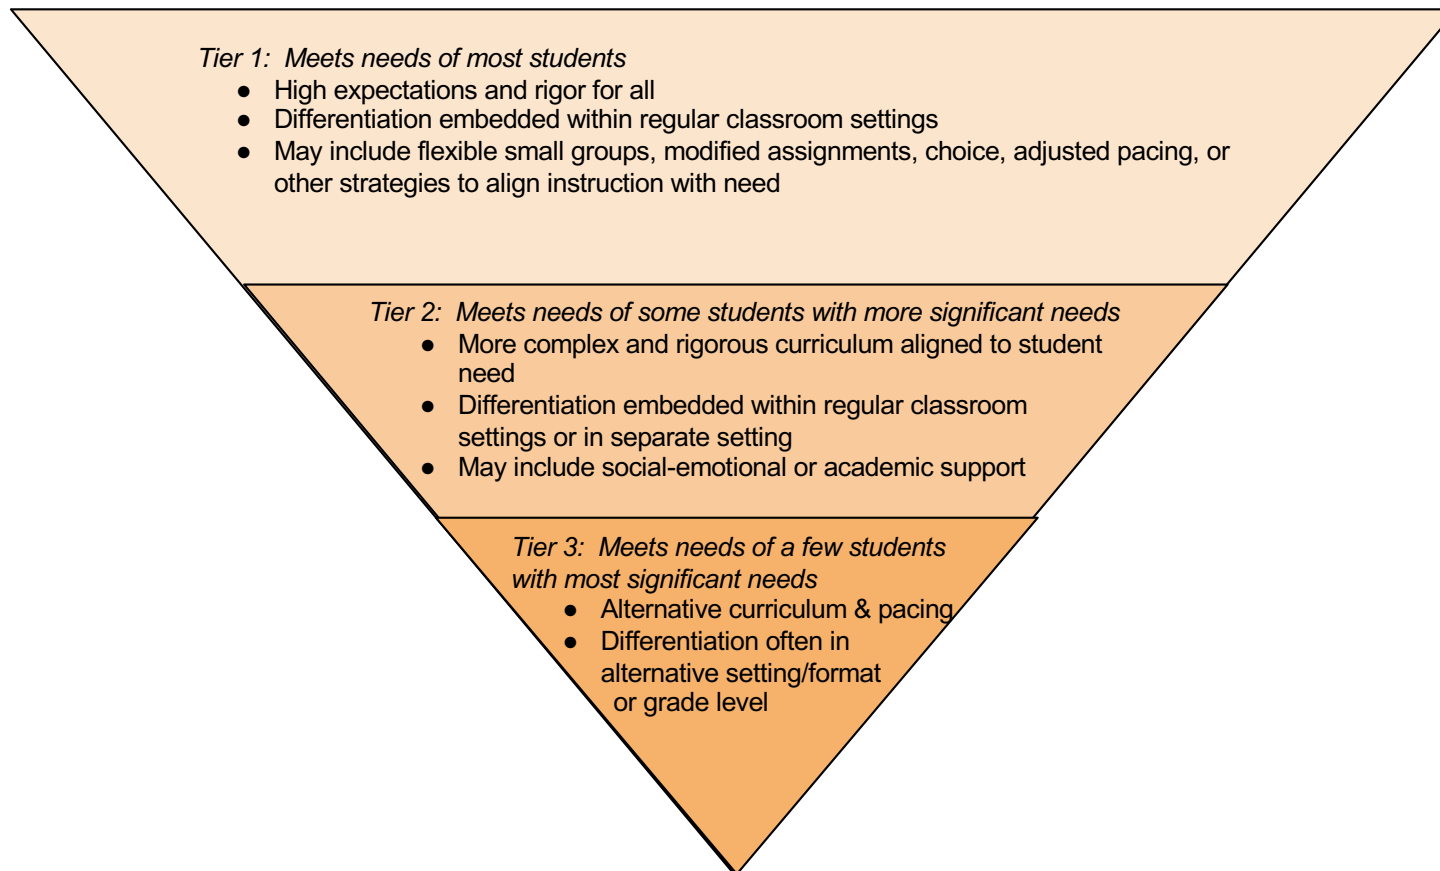 Tier 1:  Meets needs of most students
● High expectations and rigor for all
● Differentiation embedded within regular classroom settings
● May include flexible small groups, modified assignments, choice, adjusted pacing, or
other strategies to align instruction with need
Tier 2:  Meets needs of some students with more significant needs
● More complex and rigorous curriculum aligned to student
need
● Differentiation embedded within regular classroom
settings or in separate setting
● May include social-emotional or academic support
Tier 3:  Meets needs of a few students
with most significant needs
● Alternative curriculum & pacing
● Differentiation often in
alternative setting/format
or grade level